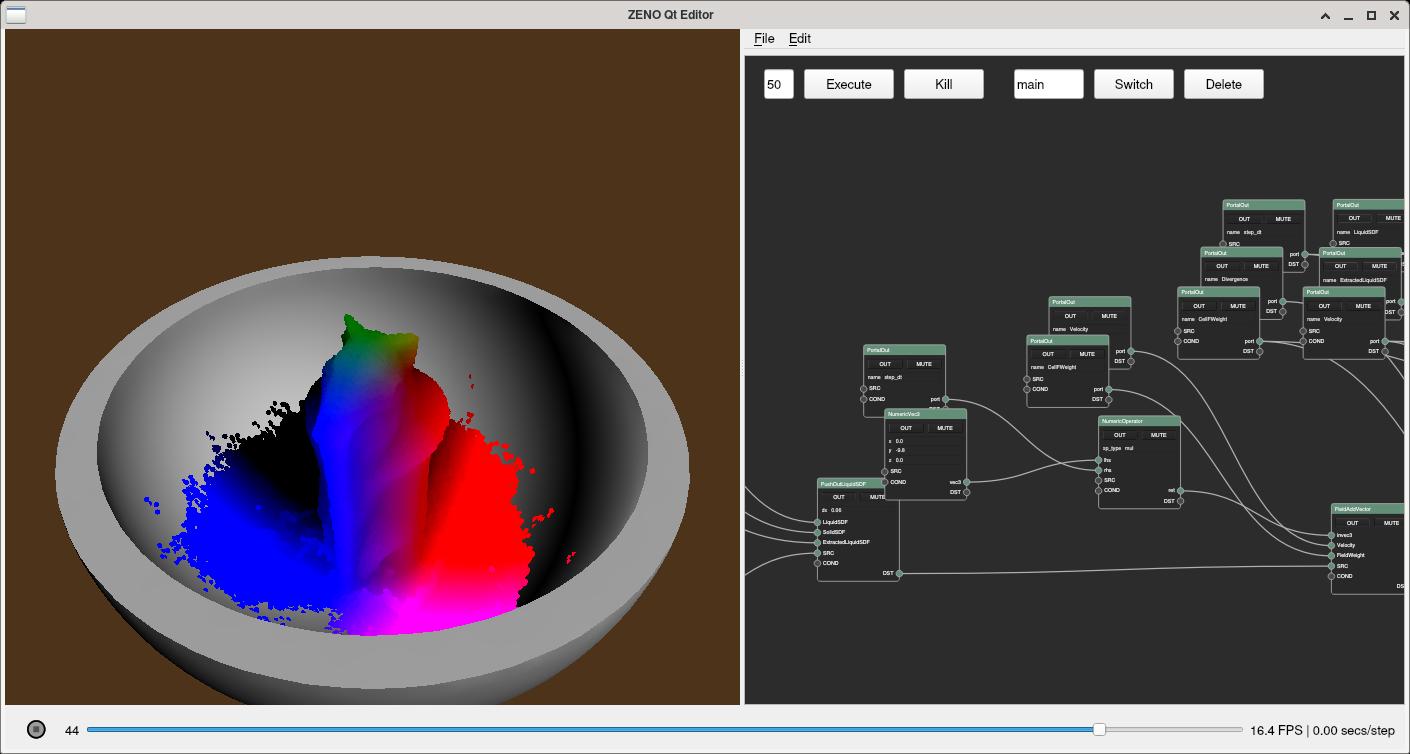 ZENO Qt Editor
File Edit
50 Execute Kill main Switch Delete
PortalOut
OUT MUTE
name step_dt
SRC
port
DST
PortalOut
OUT MUTE
name LiquidSDF
SRC
PortalOut
OUT MUTE
name Divergence
port
DST
PortalOut
OUT MUTE
name ExtractedLiquidSDF
port
DST
PortalOut
OUT MUTE
name CellFWeight
SRC
COND
port
DST
PortalOut
OUT MUTE
name Velocity
SRC
COND
port
DST
PortalOut
OUT MUTE
name Velocity
port
DST
PortalOut
OUT MUTE
name CellFWeight
SRC
COND
port
DST
PortalOut
OUT MUTE
name step_dt
SRC
COND
port
NumericVec3
OUT MUTE
x 0.0
y -9.8
z 0.0
SRC
COND
vec3
DST
NumericOperator
OUT MUTE
op_type mul
lhs
rhs
SRC
COND
ret
DST
PushOutLiquidSDF
OUT MUTE
dx 0.06
LiquidSDF
SolidSDF
ExtractedLiquidSDF
SRC
COND
DST
FieldAddVector
OUT MUTE
invec3
Velocity
FieldWeight
SRC
COND
44
16.4 FPS | 0.00 secs/step